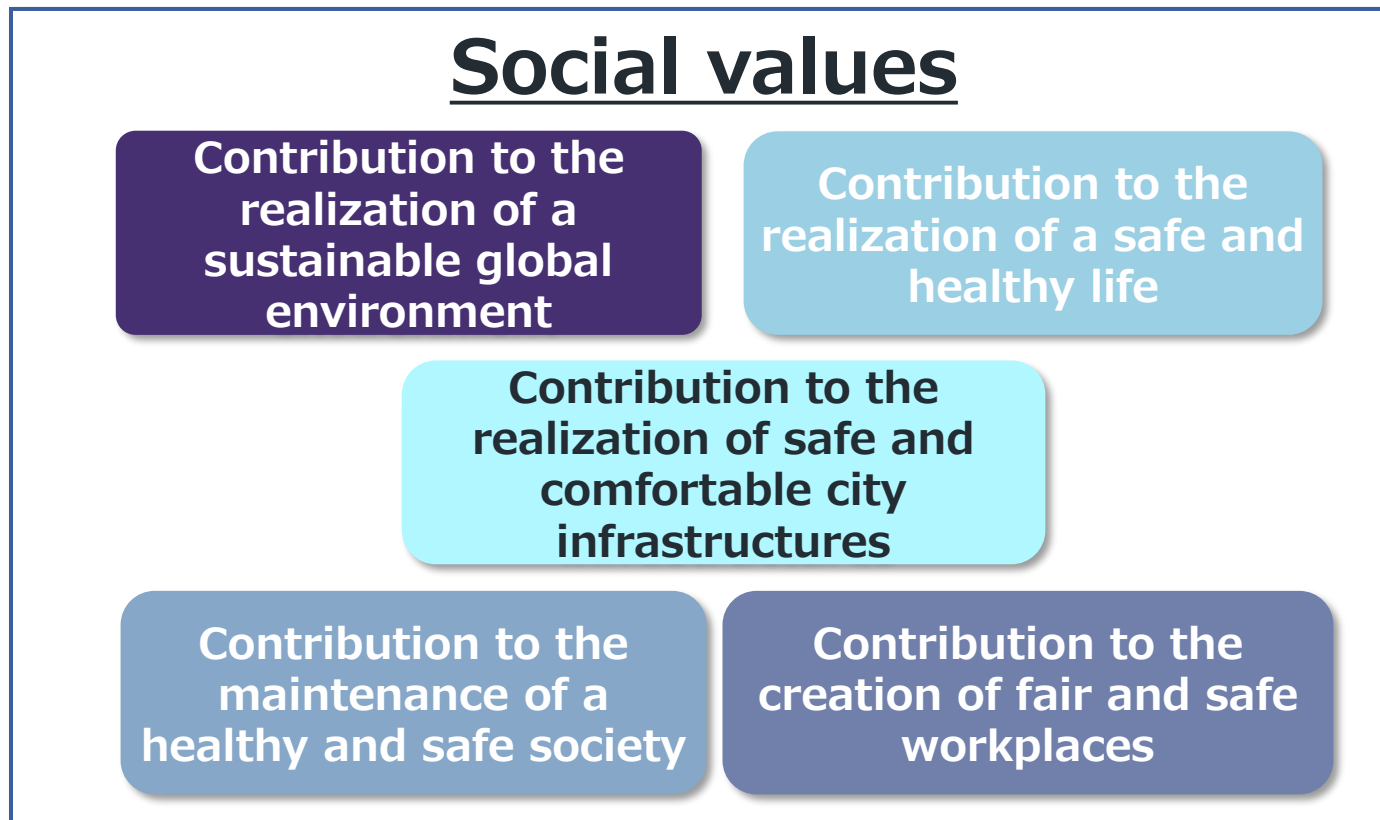 Social values
Contribution to the
realization of a
sustainable global
environment
Contribution to the
realization of a safe and
healthy life
Contribution to the
realization of safe and
comfortable city
infrastructures
Contribution to the
maintenance of a
healthy and safe society
Contribution to the
creation of fair and safe
workplaces